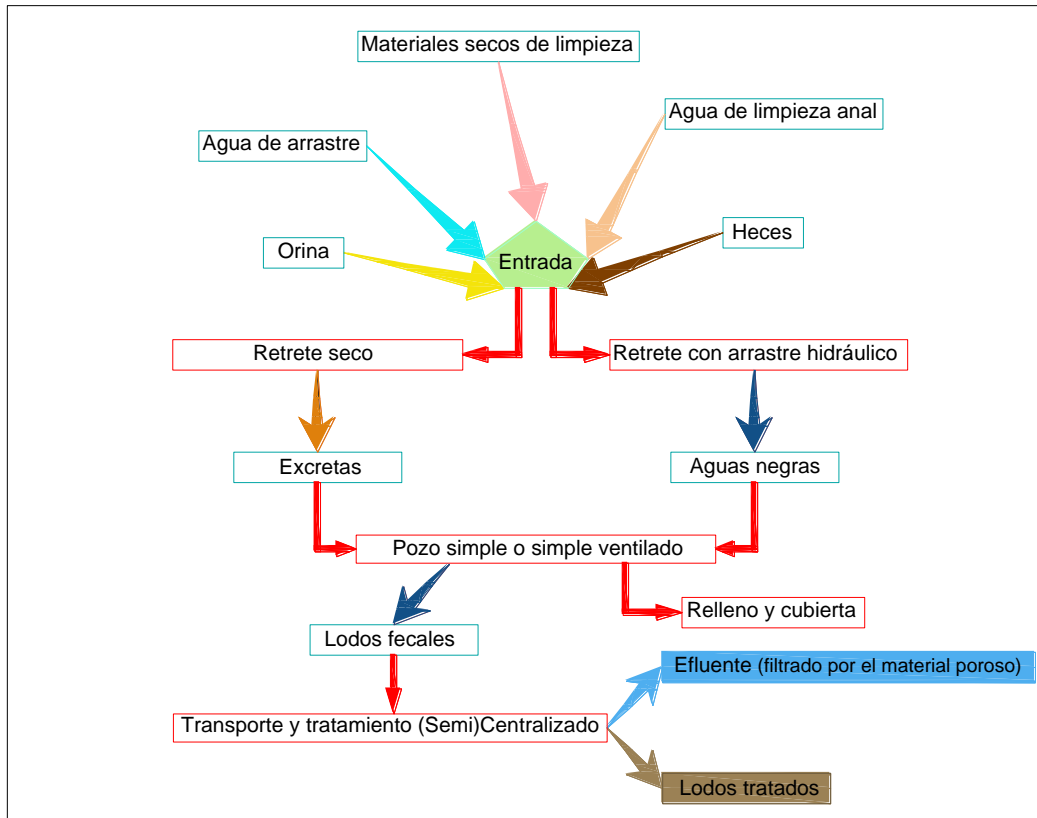 Materiales secos de limpieza
Agua de limpieza anal
Agua de arrastre
Heces
Orina
Entrada
Retrete seco
Retrete con arrastre hidráulico
Excretas
Aguas negras
Pozo simple o simple ventilado
Relleno y cubierta
Lodos fecales
Efluente (filtrado por el material poroso)
Transporte y tratamiento (Semi)Centralizado
Lodos tratados